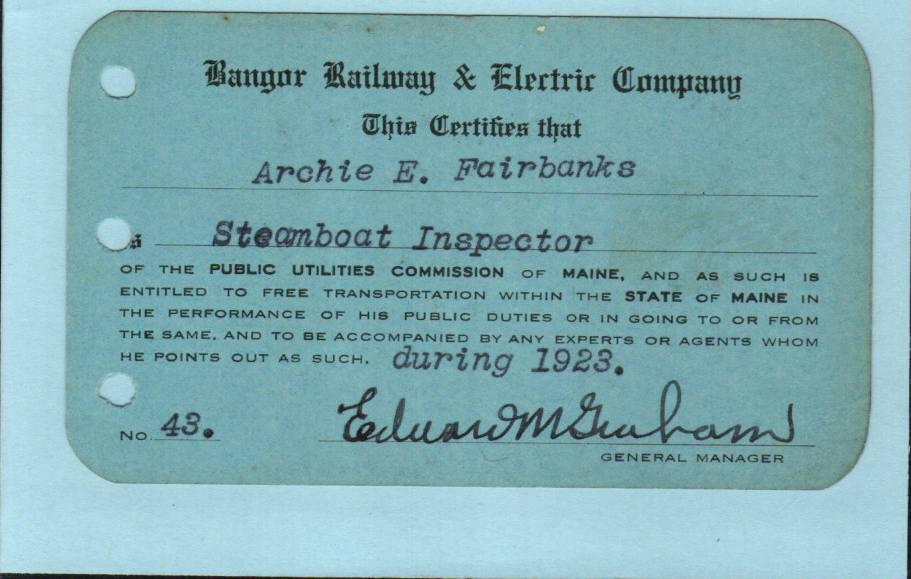 Bangor Railway & Electric Company
This Certifies that
Archie E. Fairbanks
Steamboat Inspector
OF THE PUBLIC UTILITIES COMMISSION OF MAINE, AND AS SUCH IS
ENTITLED TO FREE TRANSPORTATION WITHIN THE STATE OF MAINE IN
THE PERFORMANCE OF HIS PUBLIC DUTIES OR IN GOING TO OR FROM
THE SAME, AND TO BE ACCOMPANIED BY ANY EXPERTS OR AGENTS WHOM
HE POINTS OUT AS SUCH. during 1923.
No. 43. Edward M Graham
GENERAL MANAGER